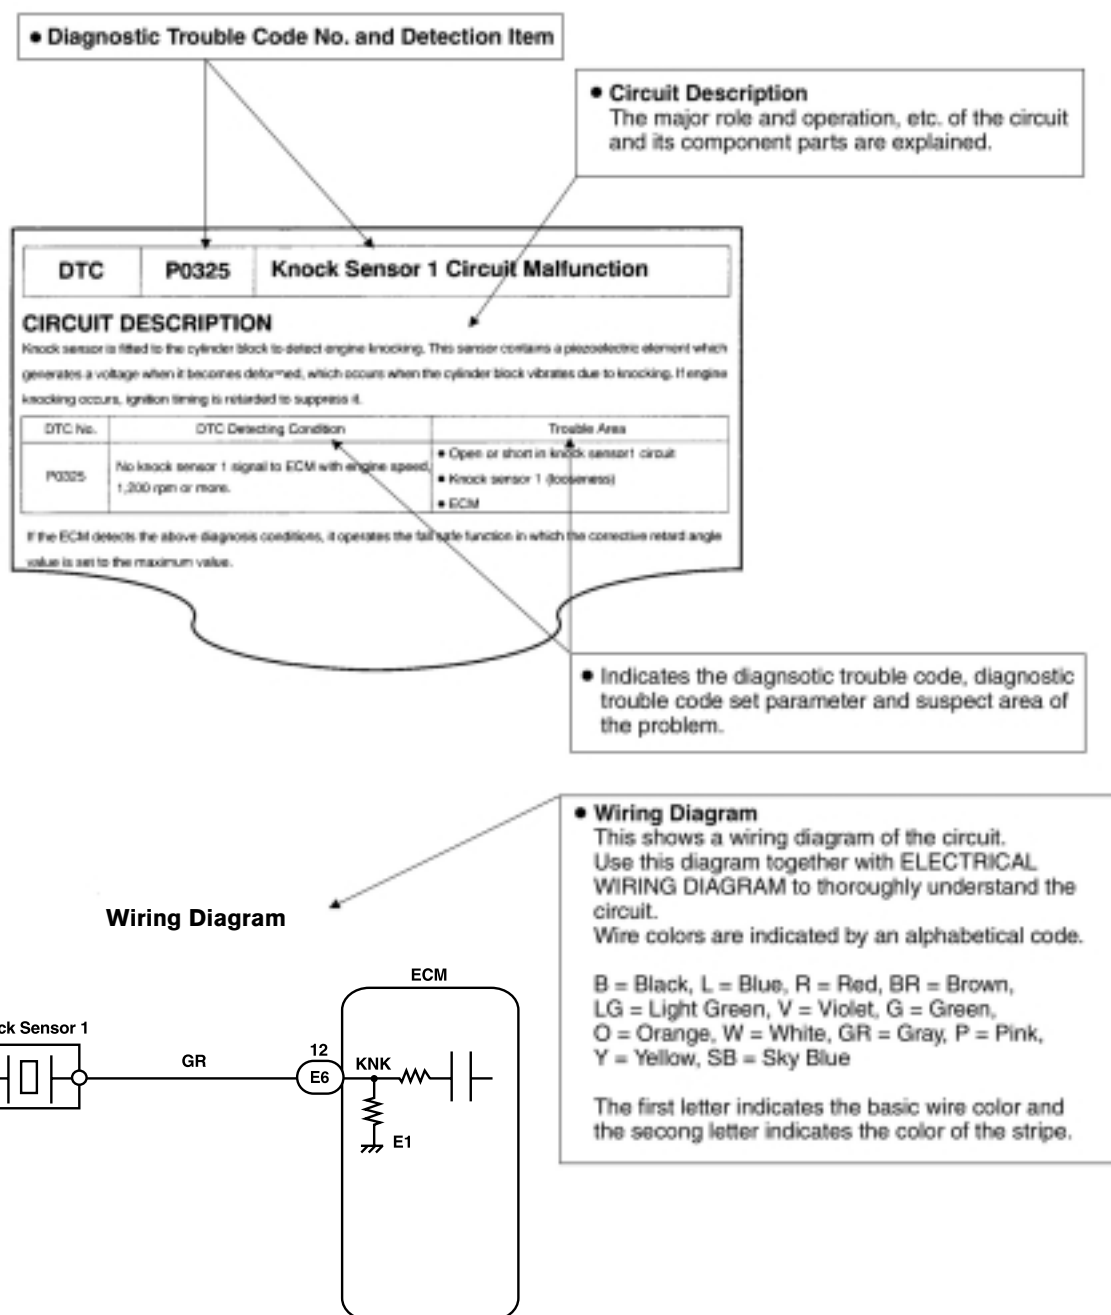 ● Diagnostic Trouble Code No. and Detection Item
● Circuit Description
The major role and operation, etc. of the circuit
and its component parts are explained.
DTC P0325 Knock Sensor 1 Circuit Malfunction
CIRCUIT DESCRIPTION
Knock sensor is fitted to the cylinder block to detect engine knocking. This sensor contains a piezoelectric element which
generates a voltage when it becomes deformed, which occurs when the cylinder block vibrates due to knocking. If engine
knocking occurs, ignition timing is retarded to suppress it.
DTC No. DTC Detecting Condition Trouble Area
P0325
No knock sensor 1 signal to ECM with engine speed,
1,200 rpm or more.
● Open or short in knock sensor1 circuit
● Knock sensor 1 (looseness)
● ECM
If the ECM detects the above diagnosis conditions, it operates the fail safe function in which the corrective retard angle
value is set to the maximum value.
● Indicates the diagnsotic trouble code, diagnostic
trouble code set parameter and suspect area of
the problem.
● Wiring Diagram
This shows a wiring diagram of the circuit.
Use this diagram together with ELECTRICAL
WIRING DIAGRAM to thoroughly understand the
circuit.
Wire colors are indicated by an alphabetical code.
B = Black, L = Blue, R = Red, BR = Brown,
LG = Light Green, V = Violet, G = Green,
O = Orange, W = White, GR = Gray, P = Pink,
Y = Yellow, SB = Sky Blue
The first letter indicates the basic wire color and
the secong letter indicates the color of the stripe.
Wiring Diagram
ECM
ck Sensor 1
GR
12
E6
KNK
E1